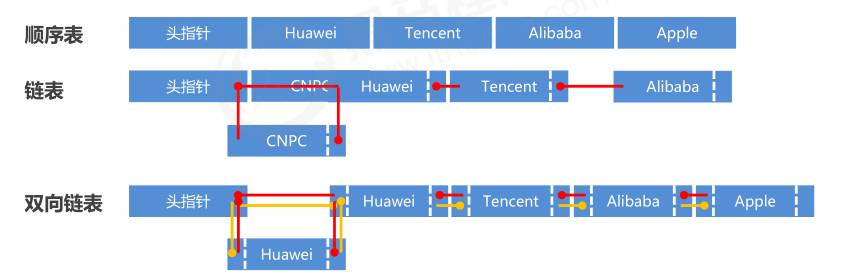 顺序表 头指针 Huawei Tencent Alibaba Apple
链表 头指针 CNPC Huawei Tencent Alibaba
CNPC
双向链表 头指针 Huawei Tencent Alibaba Apple
Huawei